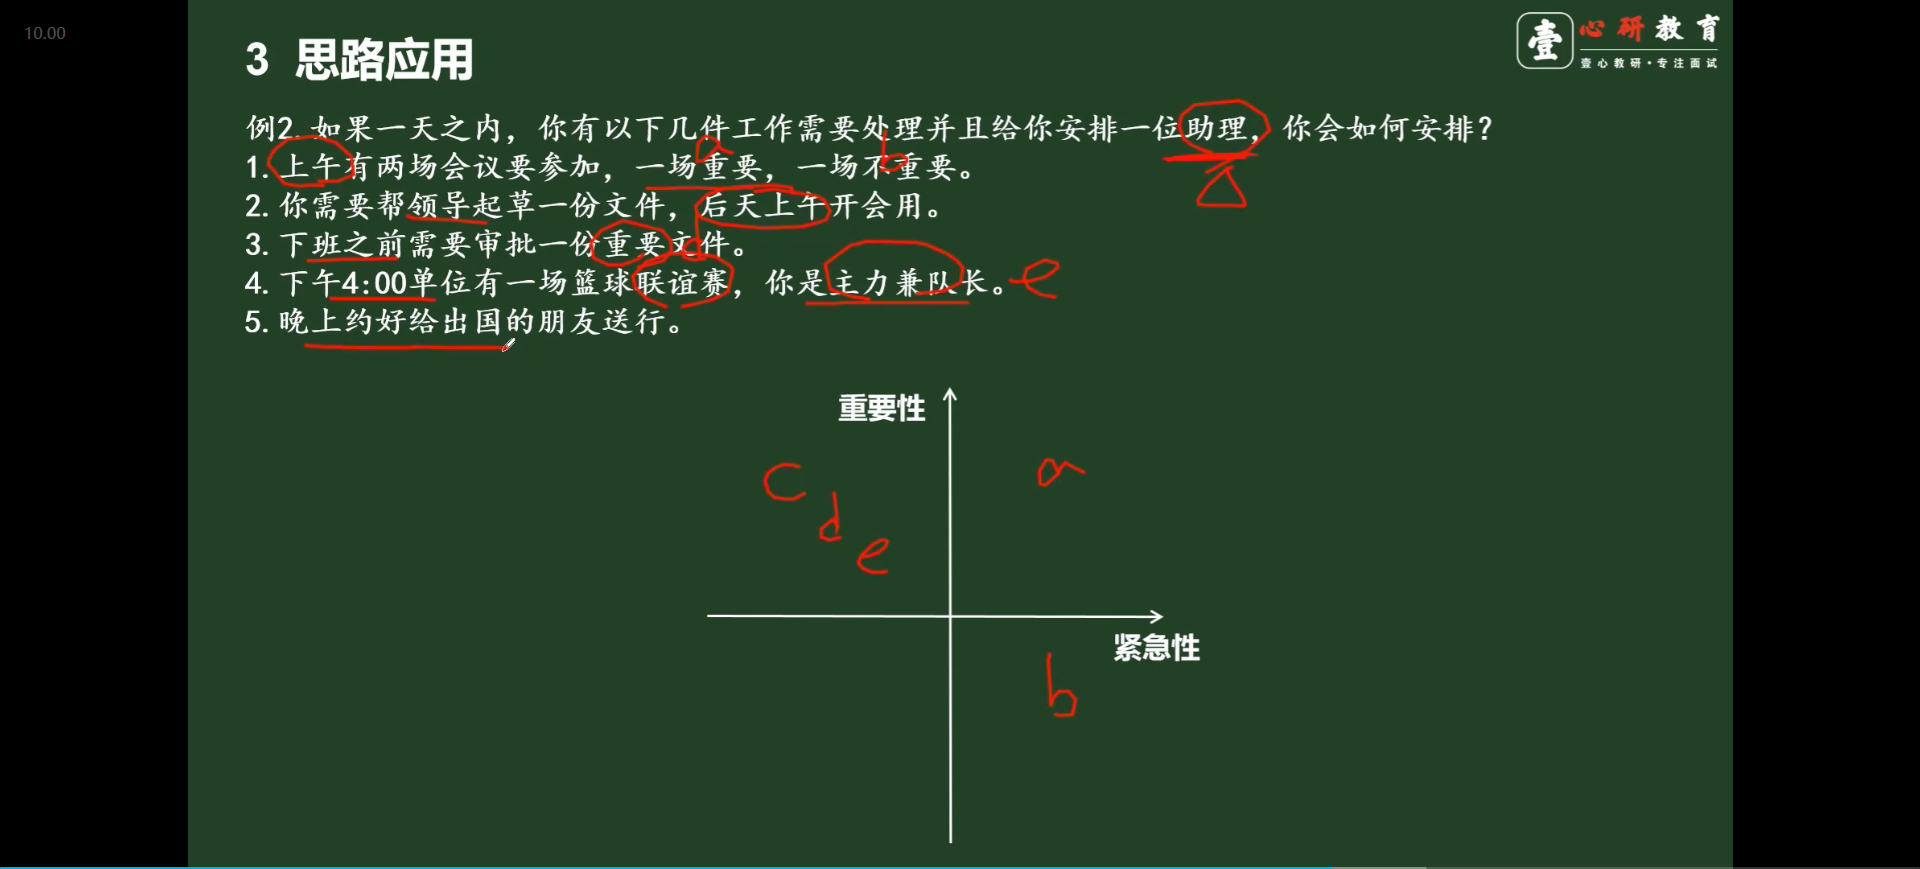 10.00
3 思路应用
壹 心研教育
壹心教研·专注面试
例2. 如果一天之内，你有以下几件工作需要处理并且给你安排一位助理，你会如何安排？
a b
1. 上午有两场会议要参加，一场重要，一场不重要。
2. 你需要帮领导起草一份文件，后天上午开会用。
d
3. 下班之前需要审批一份重要文件。
4. 下午4:00单位有一场篮球联谊赛，你是主力兼队长。 e
5. 晚上约好给出国的朋友送行。
重要性
c a
d
e
紧急性
b